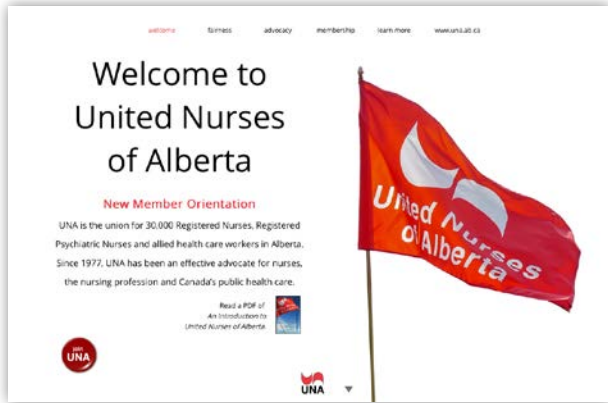 welcome fairness advocacy membership learn more www.una.ab.ca
Welcome to
United Nurses
of Alberta
New Member Orientation
UNA is the union for 30,000 Registered Nurses, Registered
Psychiatric Nurses and allied health care workers in Alberta.
Since 1977, UNA has been an effective advocate for nurses,
the nursing profession and Canada's public health care.
Read a PDF of
An Introduction to
United Nurses of Alberta
United Nurses
of Alberta
UNA
UNA